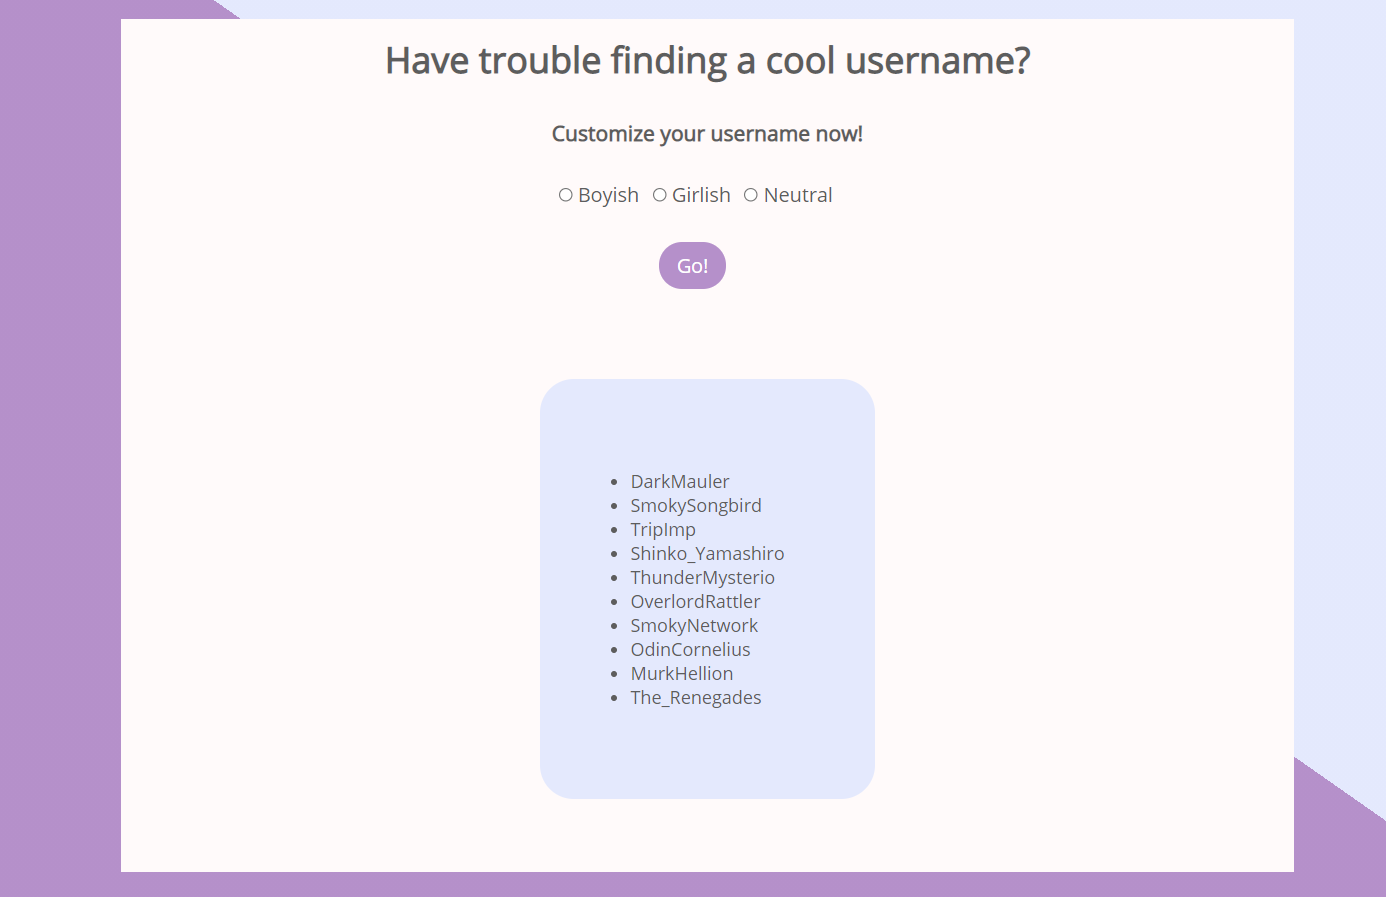 Have trouble finding a cool username?
Customize your username now!
Boyish Girlish Neutral
Go!
DarkMauler
SmokySongbird
TripImp
Shinko_Yamashiro
ThunderMysterio
OverlordRattler
SmokyNetwork
OdinCornelius
MurkHellion
The_Renegades